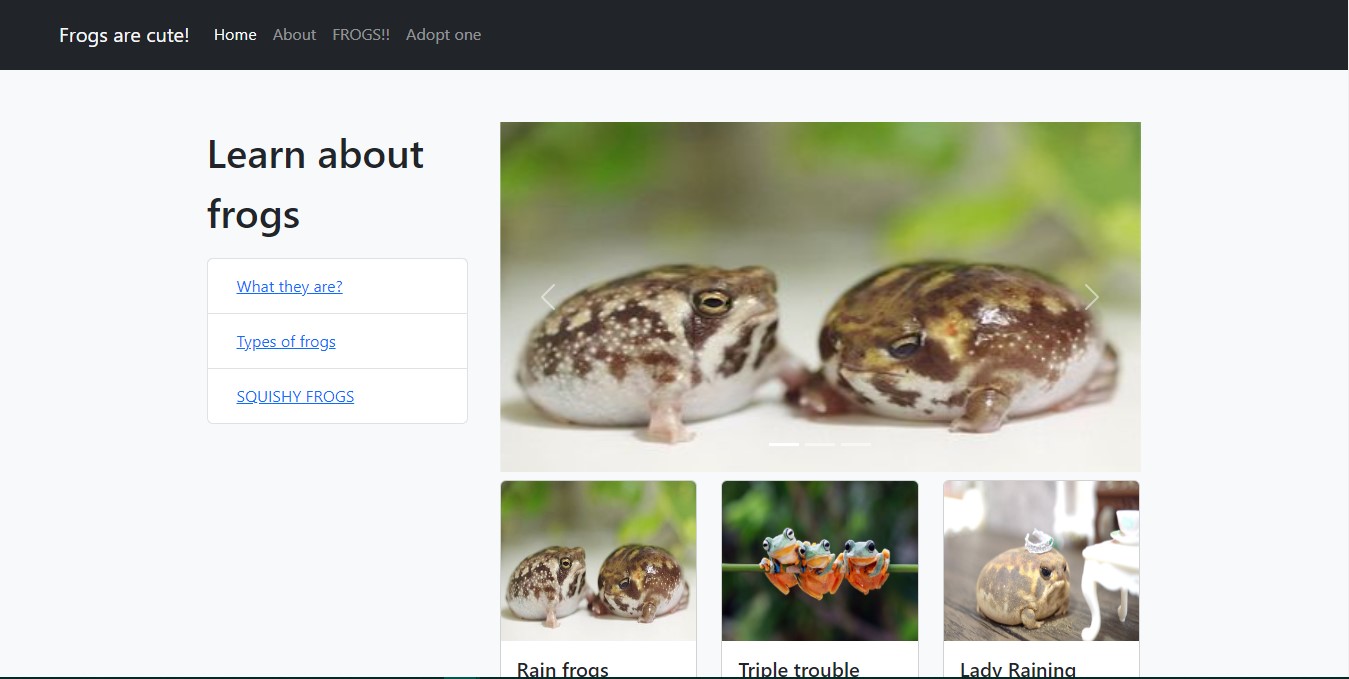 Frogs are cute! Home About FROGS!! Adopt one
Learn about
frogs
What they are?
Types of frogs
SQUISHY FROGS
Rain frogs
Triple trouble
Lady Raining